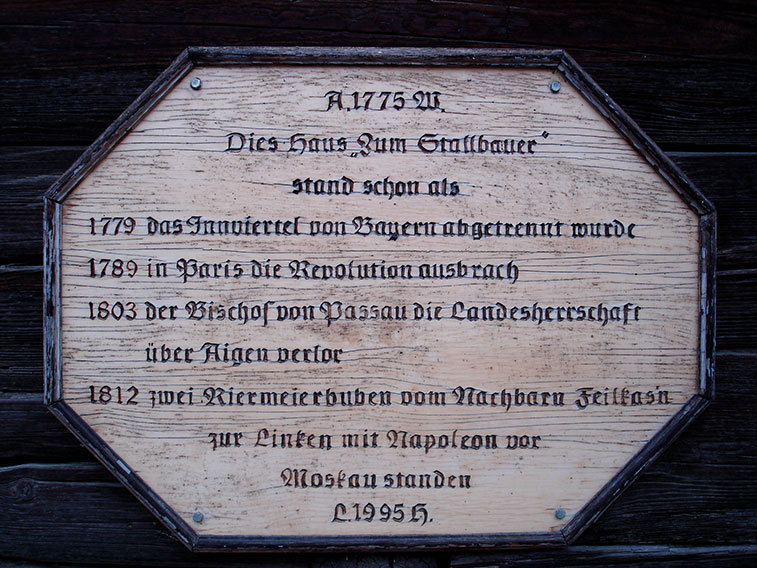 A.1775 W.
Dies Haus „Zum Stallbauer“
stand schon als
1779 das Innviertel von Bayern abgetrennt wurde
1789 in Paris die Revolution ausbrach
1803 der Bischof von Passau die Landesherrschaft
über Aigen verlor
1812 zwei Riermeierbuben vom Nachbarn Feilkas'n
zur Linken mit Napoleon vor
Moskau standen
L.1995 H.